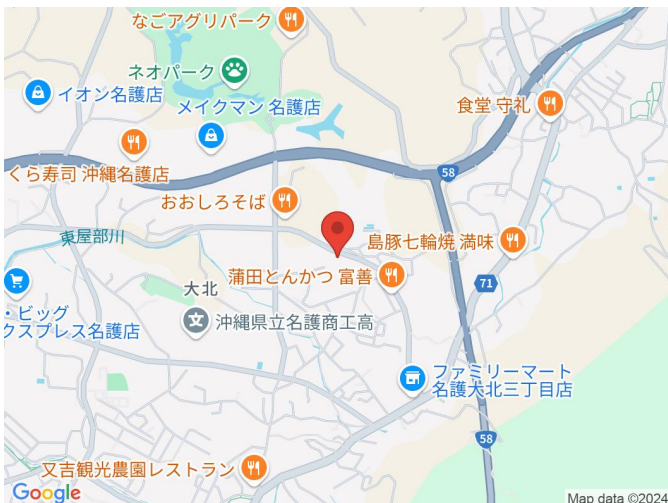 なごアグリパーク
ネオパーク
イオン名護店
メイクマン 名護店
食堂 守礼
くら寿司 沖縄名護店
58
おおしろそば
東屋部川
島豚七輪焼 満味
蒲田とんかつ 富善
71
大北
・ビッグ
クスプレス名護店
文
沖縄県立名護商工高
ファミリーマート
名護大北三丁目店
58
又吉観光農園レストラン
Google
Map data ©2024